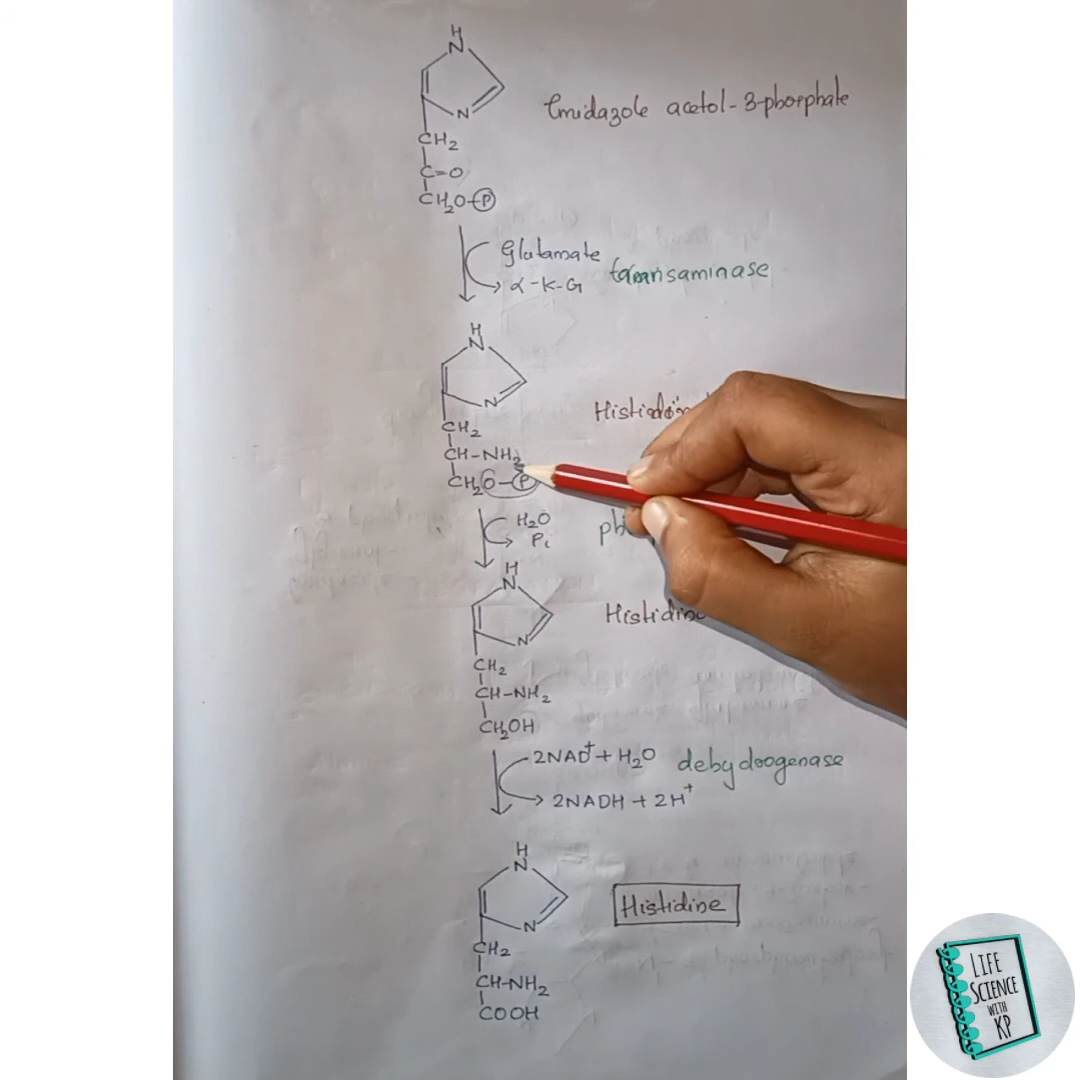 H
N
N
Imidazole acetol-3-phosphate
CH2
C=O
CH2O-P
Glutamate
α-K-G
transaminase
H
N
N
CH2
CH-NH2
CH2O-P
H2O
Pi
H
N
N
CH2
CH-NH2
CH2OH
2NAD+ + H2O
dehydrogenase
2NADH + 2H+
H
N
N
Histidine
CH2
CH-NH2
COOH
LIFE
SCIENCE
WITH
KP